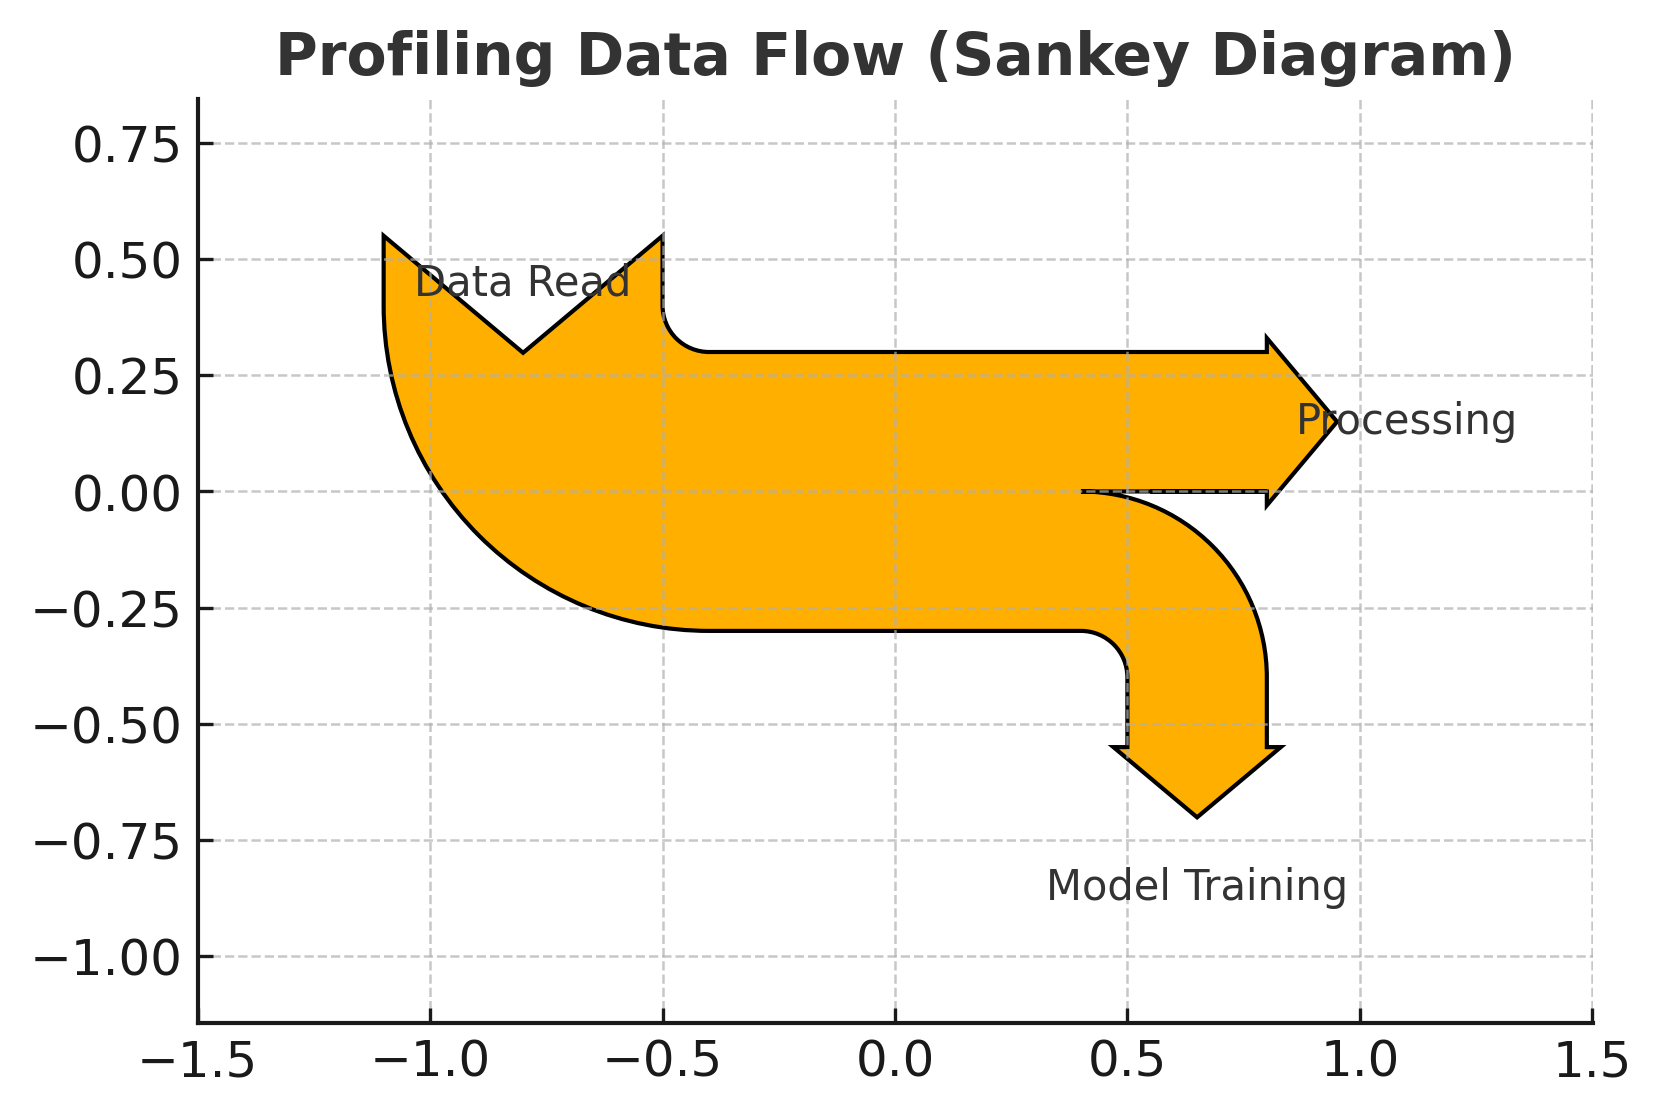 Profiling Data Flow (Sankey Diagram)
0.75
0.50
0.25
0.00
−0.25
−0.50
−0.75
−1.00
Data Read
Processing
Model Training
−1.5 −1.0 −0.5 0.0 0.5 1.0 1.5